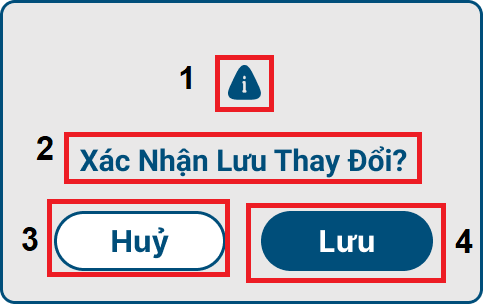 1
i
2
Xác Nhận Lưu Thay Đổi?
3
Huỷ
Lưu
4